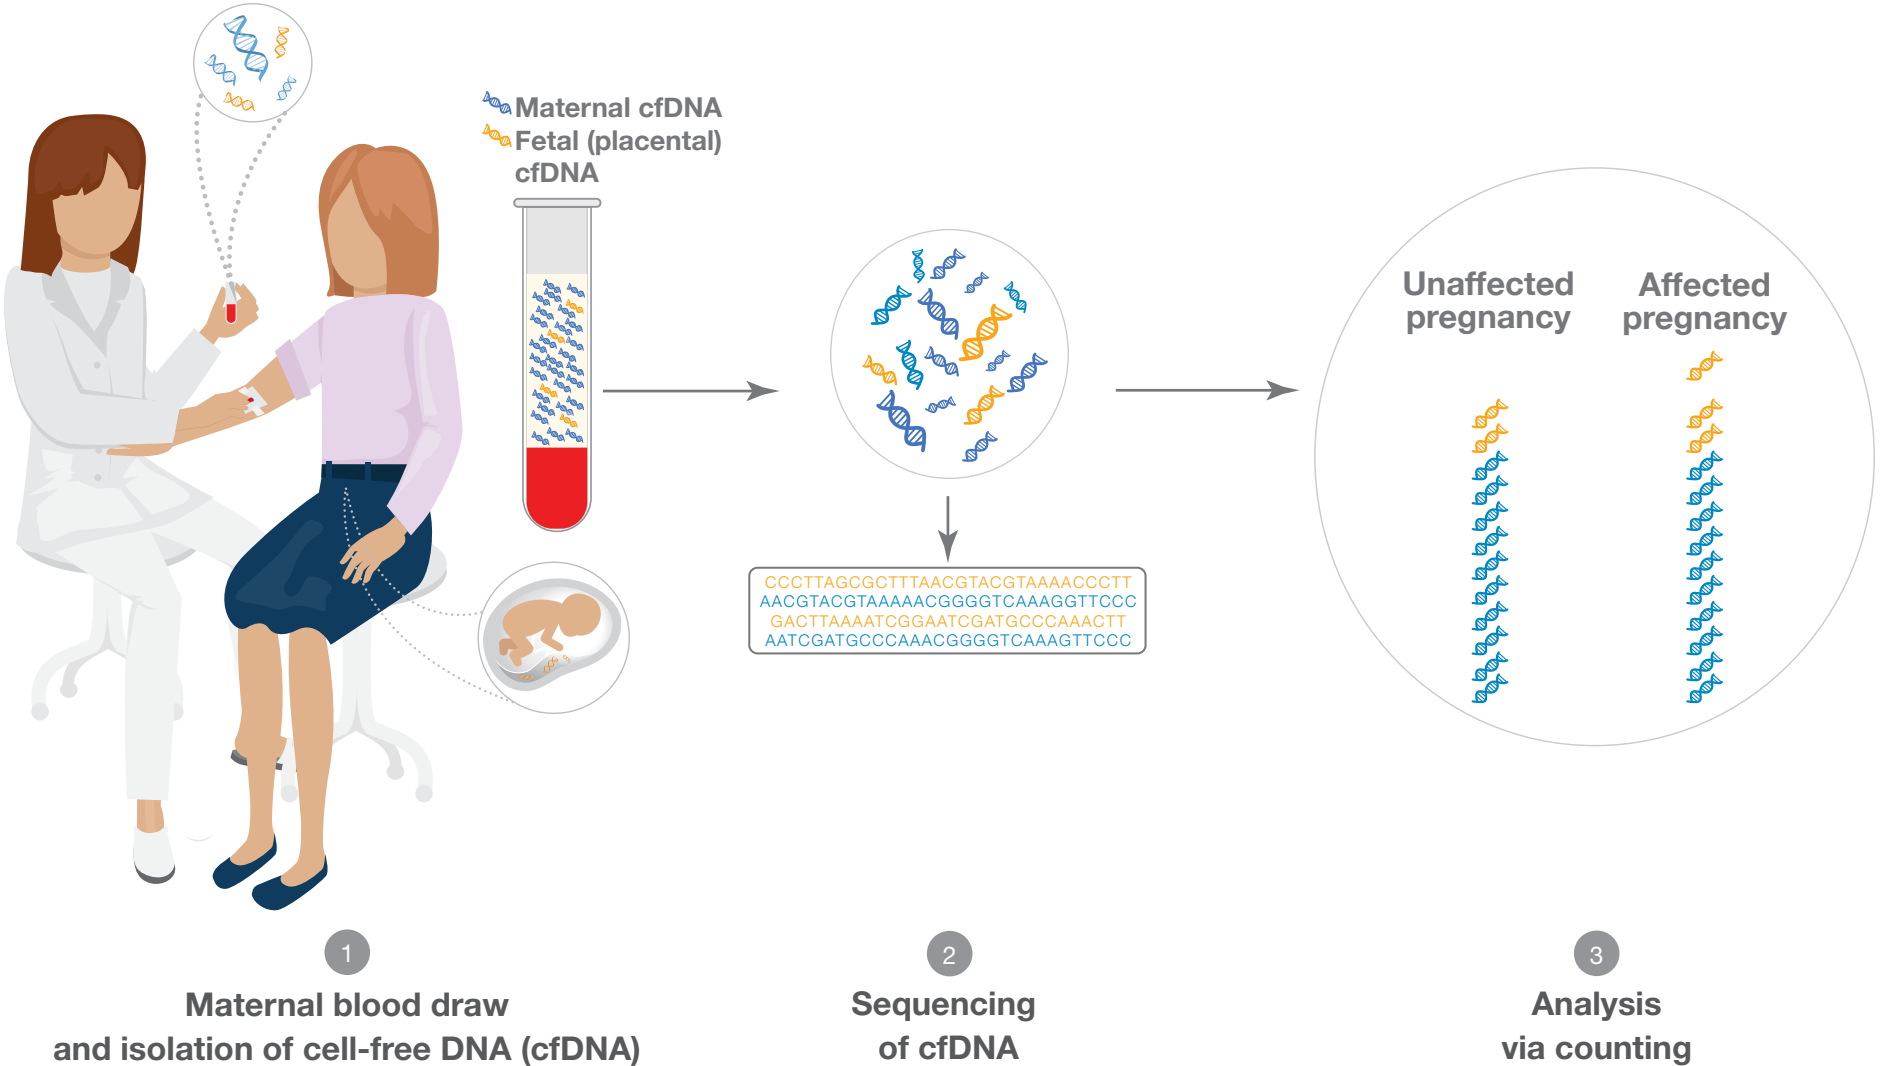 Maternal cfDNA
Fetal (placental)
cfDNA
CCCTTAGCGCTTTAACGTACGTAAAACCCTT
AACGTACGTAAAAACGGGGTCAAAGGTTCCC
GACTTAAAATCGGAATCGATGCCCAAACTT
AATCGATGCCCAAACGGGGTCAAAGTTCCC
Unaffected
pregnancy
Affected
pregnancy
1
Maternal blood draw
and isolation of cell-free DNA (cfDNA)
2
Sequencing
of cfDNA
3
Analysis
via counting